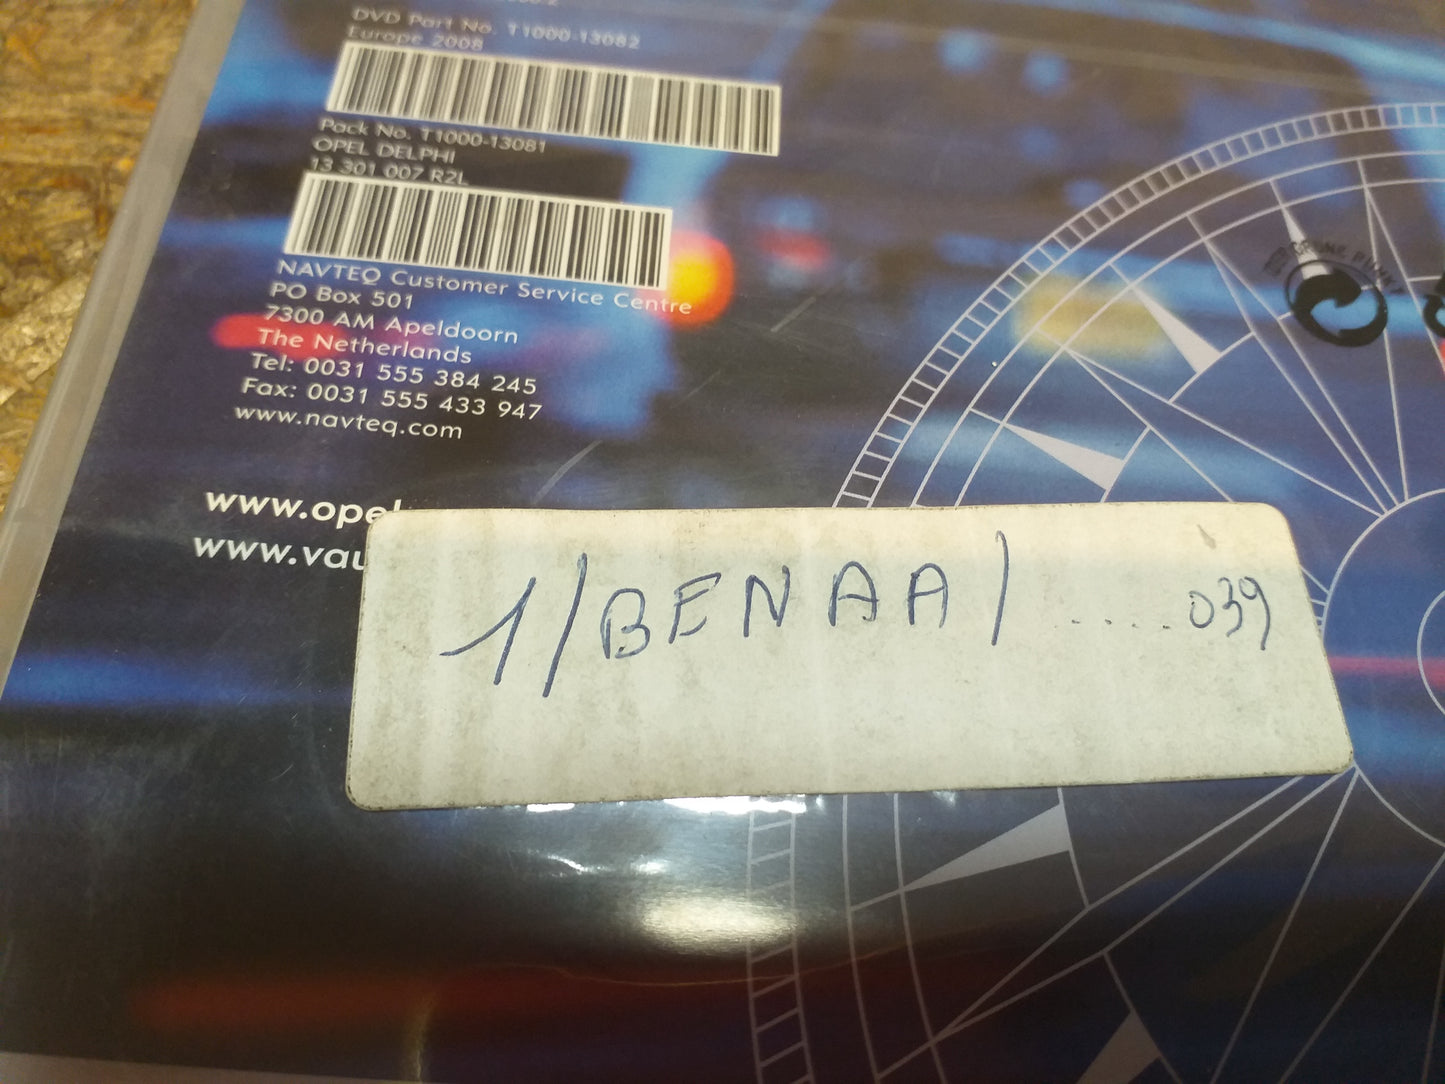 DVD Part No. T1000-13082
Europe 2008
Pack No. T1000-13081
OPEL DELPHI
13 301 007 R2L
NAVTEQ Customer Service Centre
PO Box 501
7300 AM Apeldoorn
The Netherlands
Tel: 0031 555 384 245
Fax: 0031 555 433 947
www.navteq.com
www.opel
www.vau
1/BENAA/.....039